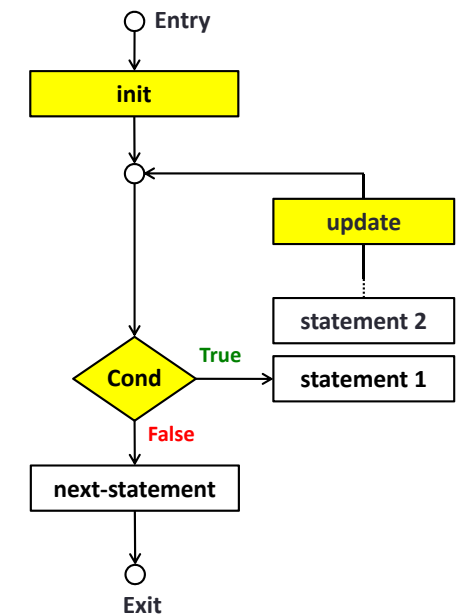 Entry
init
update
statement 2
True
Cond
statement 1
False
next-statement
Exit